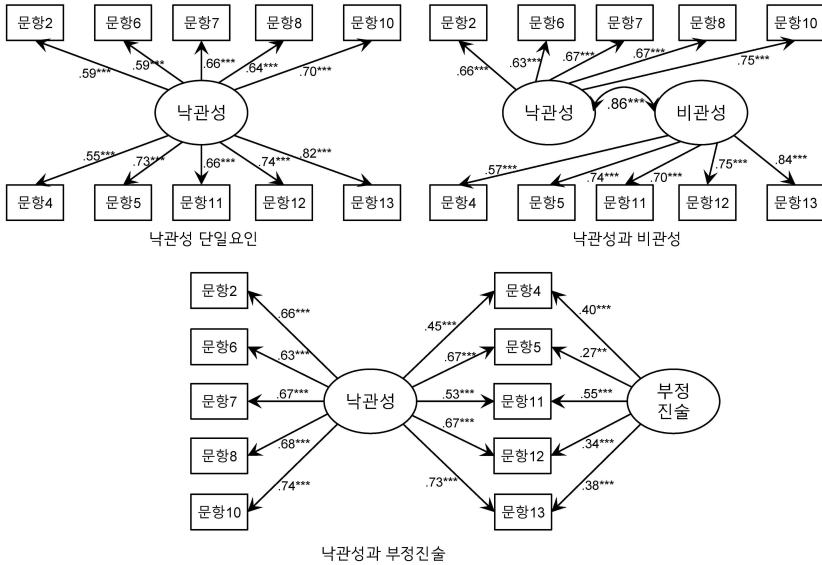 문항2 문항6 문항7 문항8 문항10
.59*** .59*** .66*** .64*** .70***
낙관성
.55*** .73*** .66*** .74*** .82***
문항4 문항5 문항11 문항12 문항13
낙관성 단일요인
문항2 문항6 문항7 문항8 문항10
.66*** .63*** .67*** .67*** .75***
낙관성 .86*** 비관성
.57*** .74*** .70*** .75*** .84***
문항4 문항5 문항11 문항12 문항13
낙관성과 비관성
문항2 문항4
.66*** .45*** .40***
문항6 문항5
.63*** .67*** .27**
문항7 .67*** 낙관성 .53*** 문항11 .55*** 부정
진술
문항8 .68*** .67*** 문항12 .34***
문항10 .74*** .73*** 문항13 .38***
낙관성과 부정진술